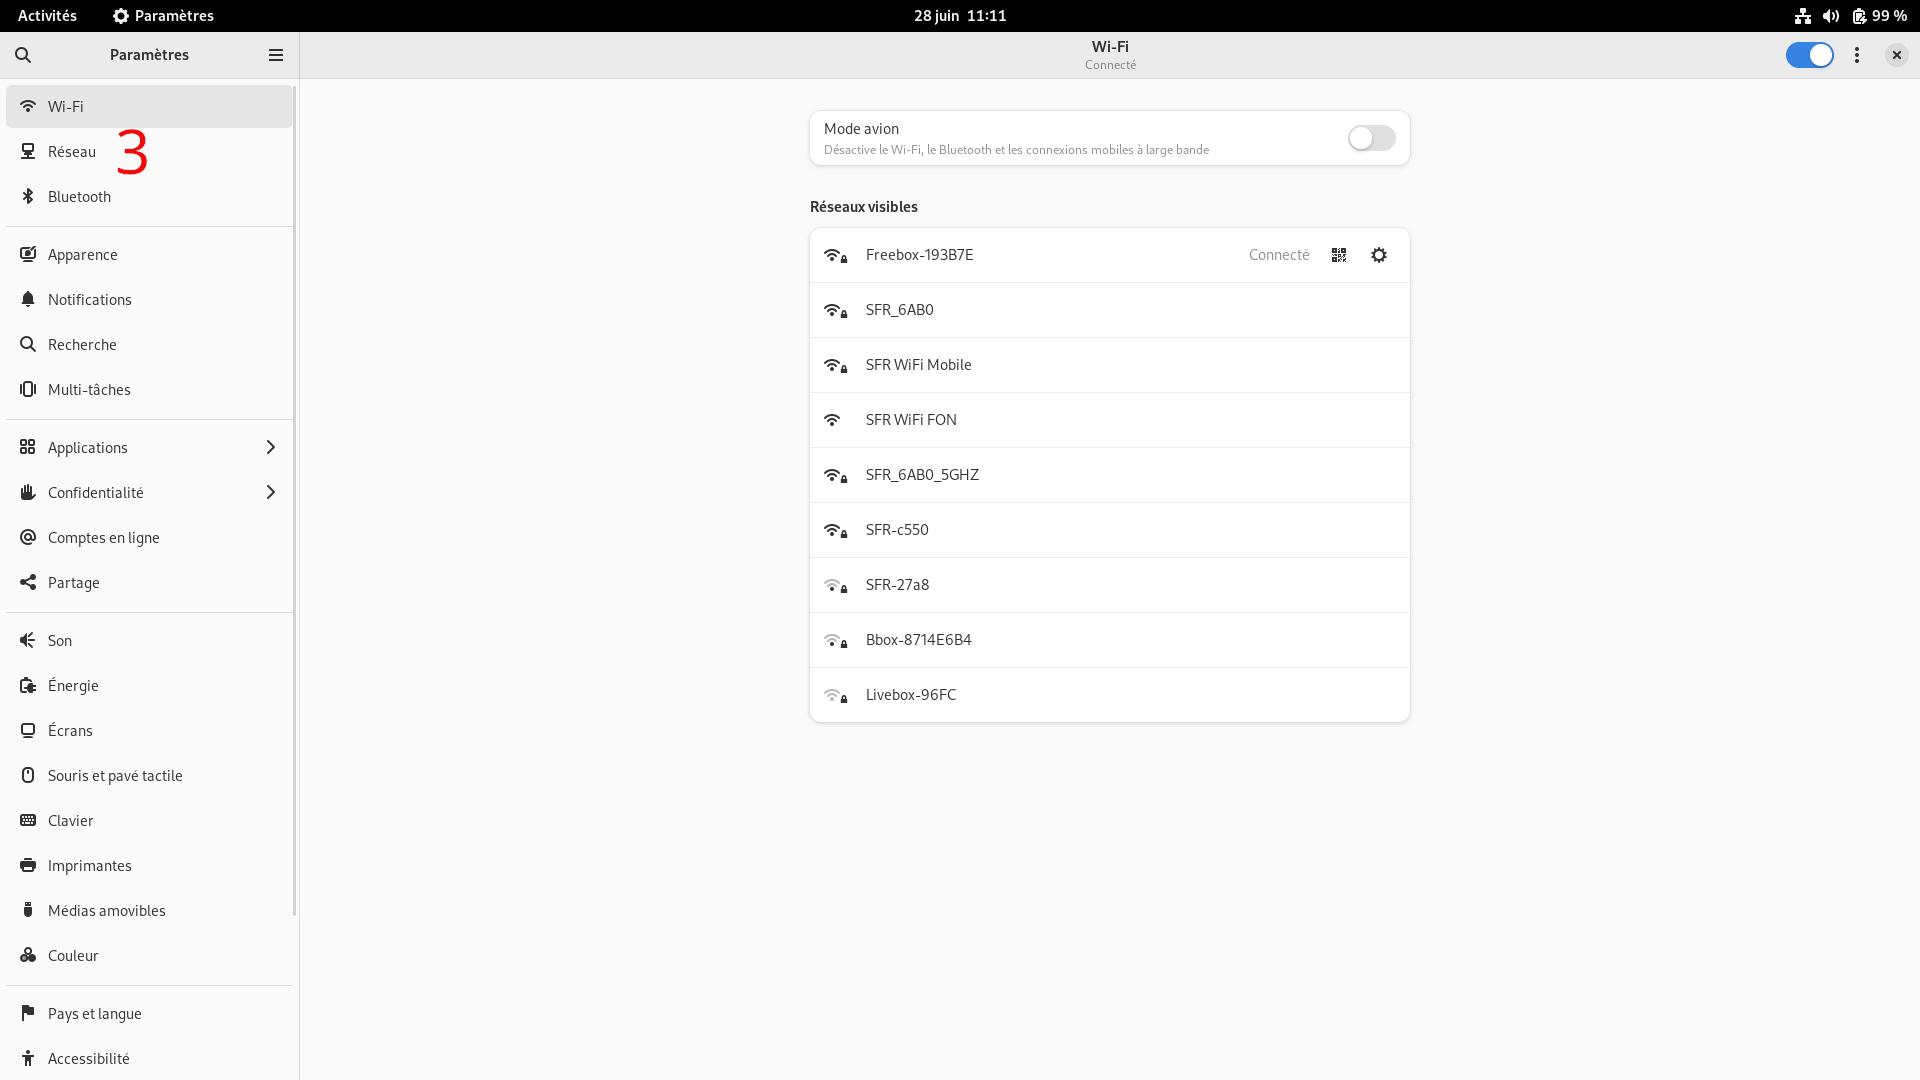 Activités
Paramètres
28 juin 11:11
99 %
Paramètres
Wi-Fi
Connecté
Wi-Fi
Réseau
3
Bluetooth
Apparence
Notifications
Recherche
Multi-tâches
Applications
Confidentialité
Comptes en ligne
Partage
Son
Énergie
Écrans
Souris et pavé tactile
Clavier
Imprimantes
Médias amovibles
Couleur
Pays et langue
Accessibilité
Mode avion
Désactive le Wi-Fi, le Bluetooth et les connexions mobiles à large bande
Réseaux visibles
Freebox-193B7E Connecté
SFR_6AB0
SFR WiFi Mobile
SFR WiFi FON
SFR_6AB0_5GHZ
SFR-c550
SFR-27a8
Bbox-8714E6B4
Livebox-96FC